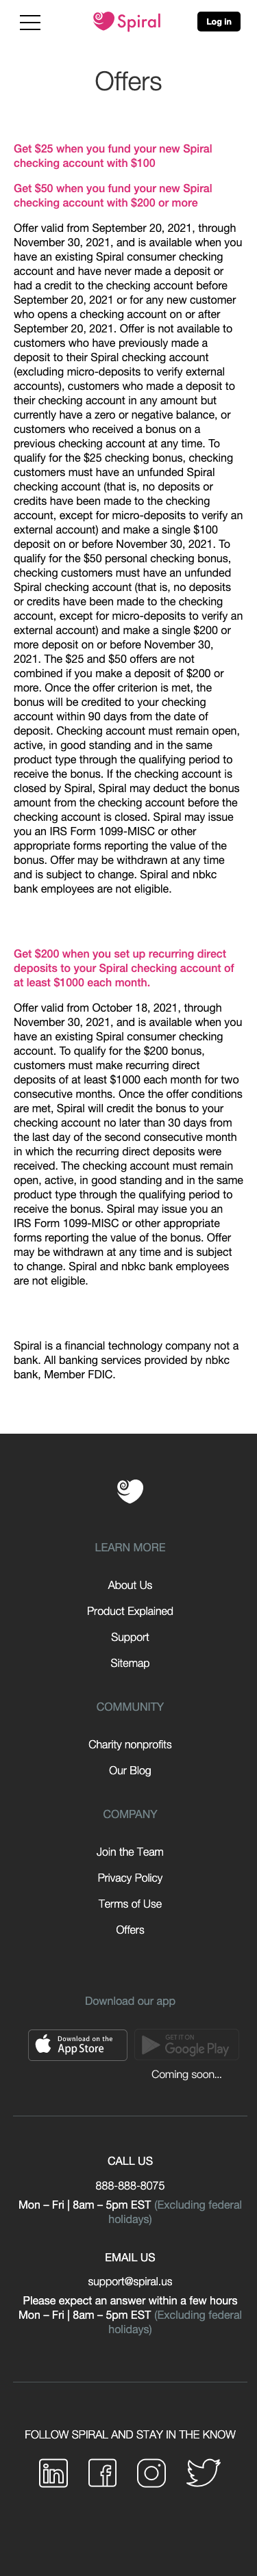 Spiral
Log in
Offers
Get $25 when you fund your new Spiral
checking account with $100
Get $50 when you fund your new Spiral
checking account with $200 or more
Offer valid from September 20, 2021, through
November 30, 2021, and is available when you
have an existing Spiral consumer checking
account and have never made a deposit or
had a credit to the checking account before
September 20, 2021 or for any new customer
who opens a checking account on or after
September 20, 2021. Offer is not available to
customers who have previously made a
deposit to their Spiral checking account
(excluding micro-deposits to verify external
accounts), customers who made a deposit to
their checking account in any amount but
currently have a zero or negative balance, or
customers who received a bonus on a
previous checking account at any time. To
qualify for the $25 checking bonus, checking
customers must have an unfunded Spiral
checking account (that is, no deposits or
credits have been made to the checking
account, except for micro-deposits to verify an
external account) and make a single $100
deposit on or before November 30, 2021. To
qualify for the $50 personal checking bonus,
checking customers must have an unfunded
Spiral checking account (that is, no deposits
or credits have been made to the checking
account, except for micro-deposits to verify an
external account) and make a single $200 or
more deposit on or before November 30,
2021. The $25 and $50 offers are not
combined if you make a deposit of $200 or
more. Once the offer criterion is met, the
bonus will be credited to your checking
account within 90 days from the date of
deposit. Checking account must remain open,
active, in good standing and in the same
product type through the qualifying period to
receive the bonus. If the checking account is
closed by Spiral, Spiral may deduct the bonus
amount from the checking account before the
checking account is closed. Spiral may issue
you an IRS Form 1099-MISC or other
appropriate forms reporting the value of the
bonus. Offer may be withdrawn at any time
and is subject to change. Spiral and nbkc
bank employees are not eligible.
Get $200 when you set up recurring direct
deposits to your Spiral checking account of
at least $1000 each month.
Offer valid from October 18, 2021, through
November 30, 2021, and is available when you
have an existing Spiral consumer checking
account. To qualify for the $200 bonus,
customers must make recurring direct
deposits of at least $1000 each month for two
consecutive months. Once the offer conditions
are met, Spiral will credit the bonus to your
checking account no later than 30 days from
the last day of the second consecutive month
in which the recurring direct deposits were
received. The checking account must remain
open, active, in good standing and in the same
product type through the qualifying period to
receive the bonus. Spiral may issue you an
IRS Form 1099-MISC or other appropriate
forms reporting the value of the bonus. Offer
may be withdrawn at any time and is subject
to change. Spiral and nbkc bank employees
are not eligible.
Spiral is a financial technology company not a
bank. All banking services provided by nbkc
bank, Member FDIC.
LEARN MORE
About Us
Product Explained
Support
Sitemap
COMMUNITY
Charity nonprofits
Our Blog
COMPANY
Join the Team
Privacy Policy
Terms of Use
Offers
Download our app
Download on the
App Store
GET IT ON
Google Play
Coming soon...
CALL US
888-888-8075
Mon – Fri | 8am – 5pm EST (Excluding federal
holidays)
EMAIL US
support@spiral.us
Please expect an answer within a few hours
Mon – Fri | 8am – 5pm EST (Excluding federal
holidays)
FOLLOW SPIRAL AND STAY IN THE KNOW